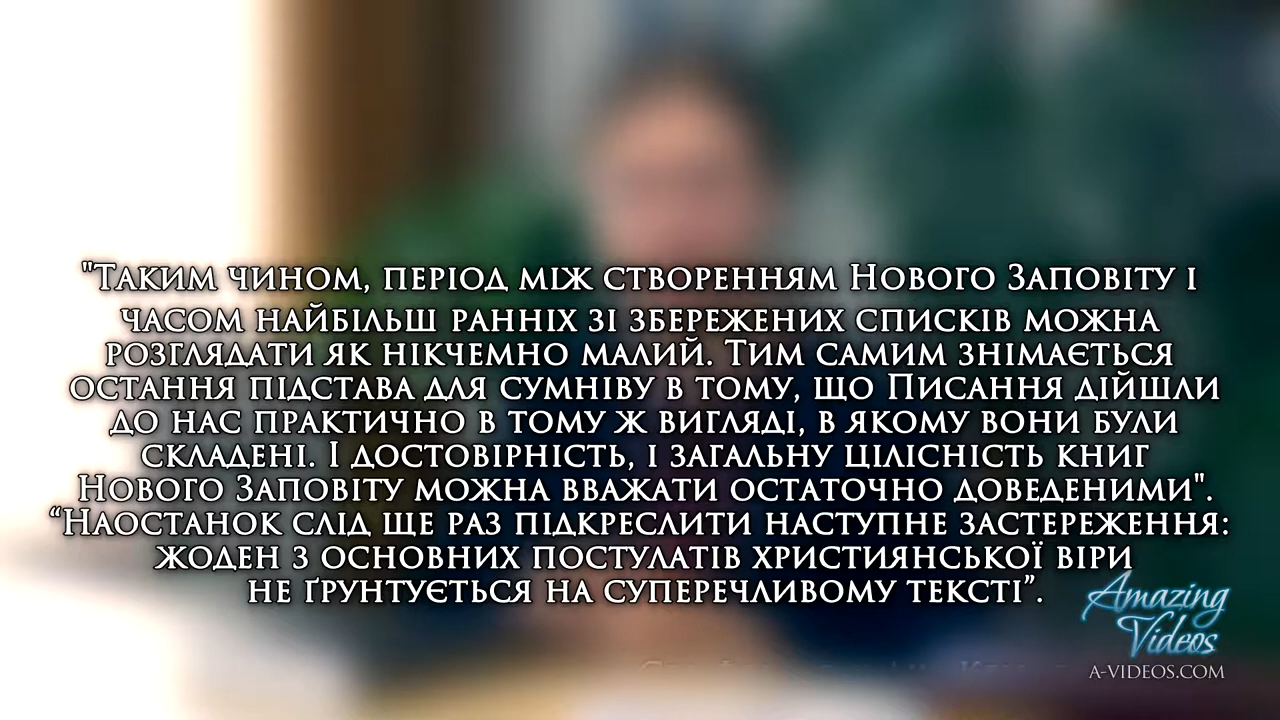 "Таким чином, період між створенням Нового Заповіту і
часом найбільш ранніх зі збережених списків можна
розглядати як нікчемно малий. Тим самим знімається
остання підстава для сумніву в тому, що Писання дійшли
до нас практично в тому ж вигляді, в якому вони були
складені. І достовірність, і загальну цілісність книг
Нового Заповіту можна вважати остаточно доведеними".
“Наостанок слід ще раз підкреслити наступне застереження:
жоден з основних постулатів християнської віри
не ґрунтується на суперечливому тексті”.
Amazing
Videos
A-VIDEOS.COM